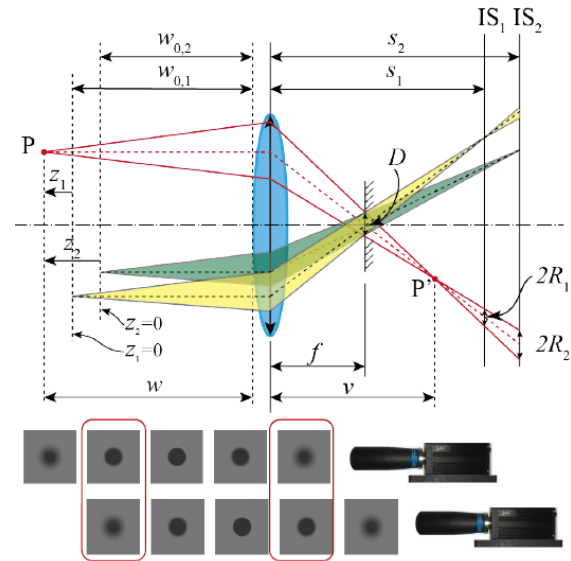 IS₁ IS₂
w₀,₂
s₂
w₀,₁
s₁
P
D
z₁
z₂
P'
2R₁
z₂=0
z₁=0
f
2R₂
w
v